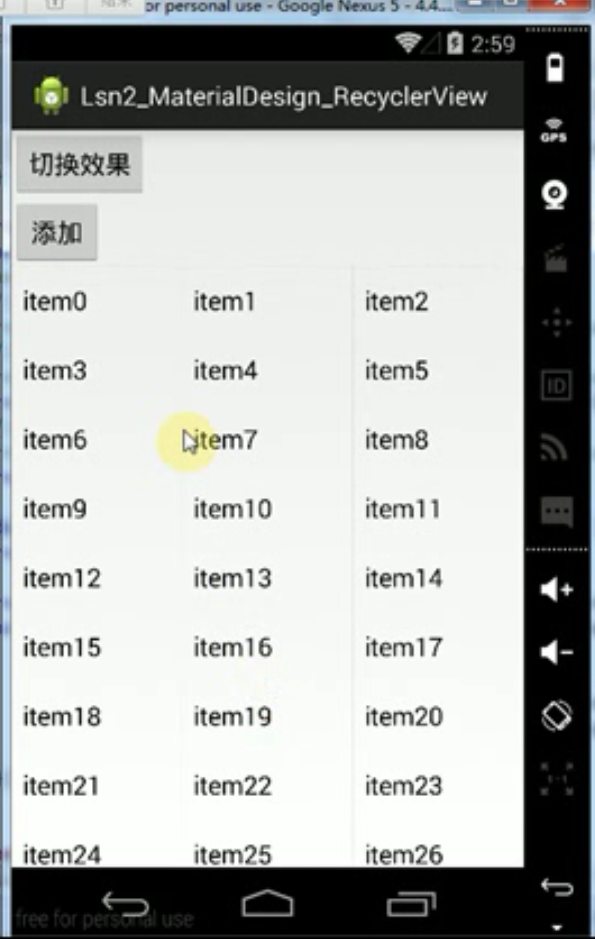 or personal use - Google Nexus 5 - 4.4...
2:59
Lsn2_MaterialDesign_RecyclerView
GPS
切换效果
添加
item0 item1 item2
item3 item4 item5
ID
item6 item7 item8
item9 item10 item11
item12 item13 item14
item15 item16 item17
item18 item19 item20
item21 item22 item23
1:1
item24 item25 item26
free for personal use